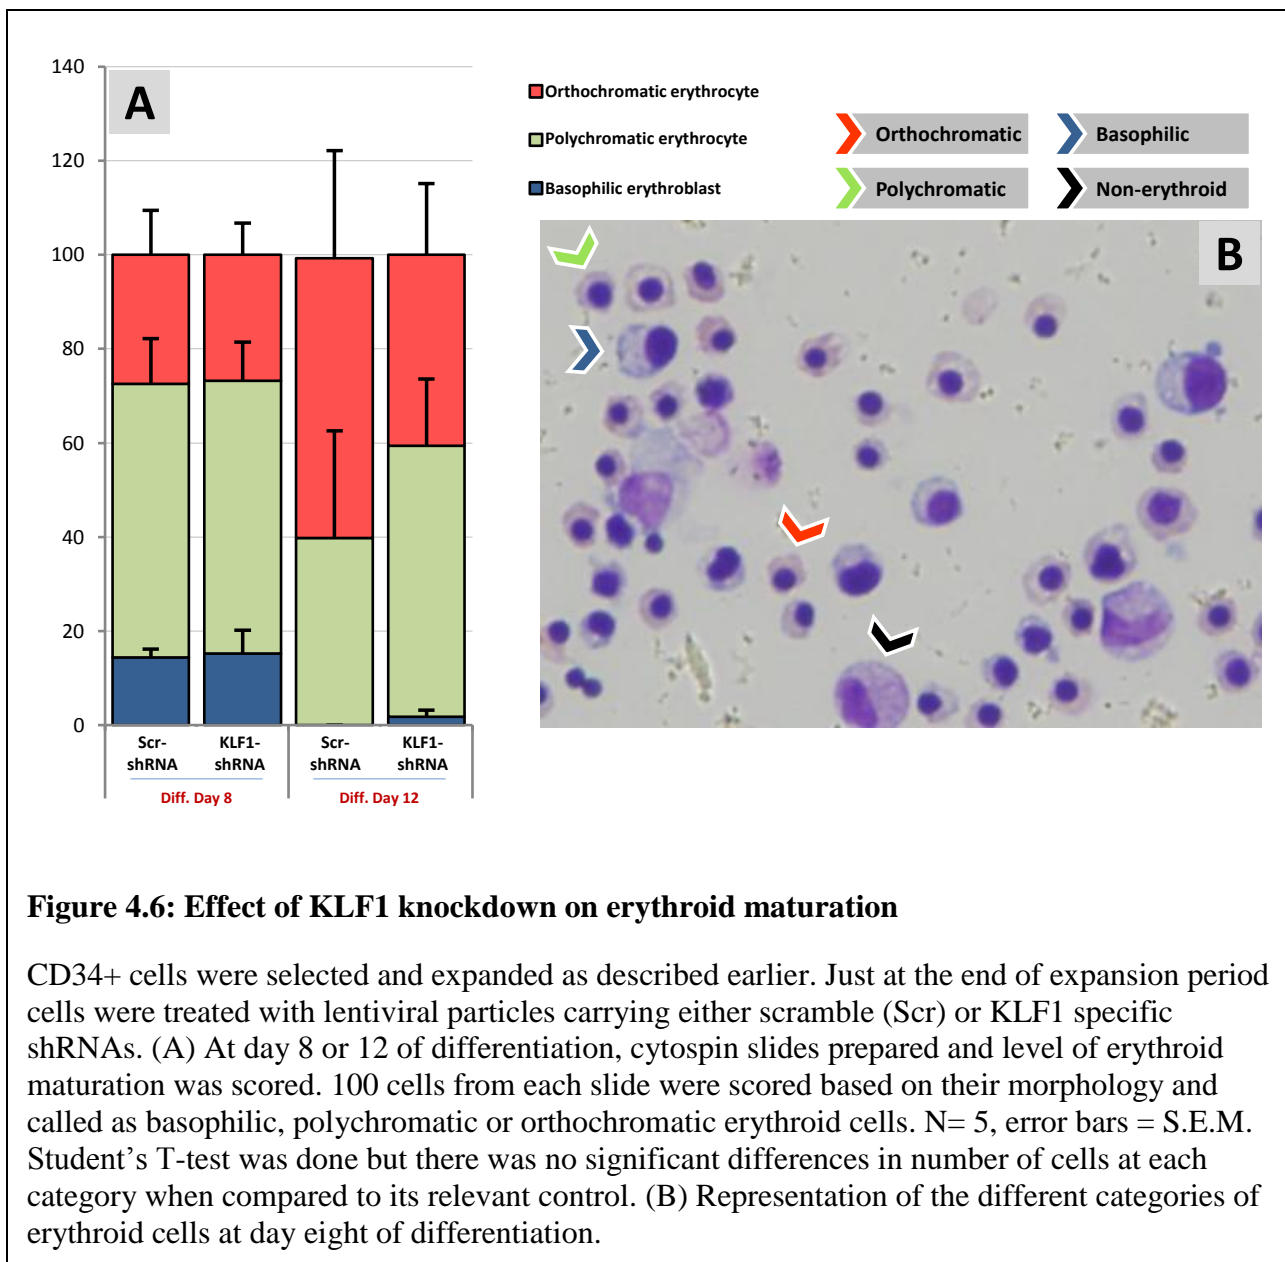 140
120
100
80
60
40
20
0
A
Orthochromatic erythrocyte
Polychromatic erythrocyte
Basophilic erythroblast
Orthochromatic
Basophilic
Polychromatic
Non-erythroid
B
Scr-
shRNA
KLF1-
shRNA
Scr-
shRNA
KLF1-
shRNA
Diff. Day 8
Diff. Day 12
Figure 4.6: Effect of KLF1 knockdown on erythroid maturation
CD34+ cells were selected and expanded as described earlier. Just at the end of expansion period
cells were treated with lentiviral particles carrying either scramble (Scr) or KLF1 specific
shRNAs. (A) At day 8 or 12 of differentiation, cytospin slides prepared and level of erythroid
maturation was scored. 100 cells from each slide were scored based on their morphology and
called as basophilic, polychromatic or orthochromatic erythroid cells. N= 5, error bars = S.E.M.
Student’s T-test was done but there was no significant differences in number of cells at each
category when compared to its relevant control. (B) Representation of the different categories of
erythroid cells at day eight of differentiation.